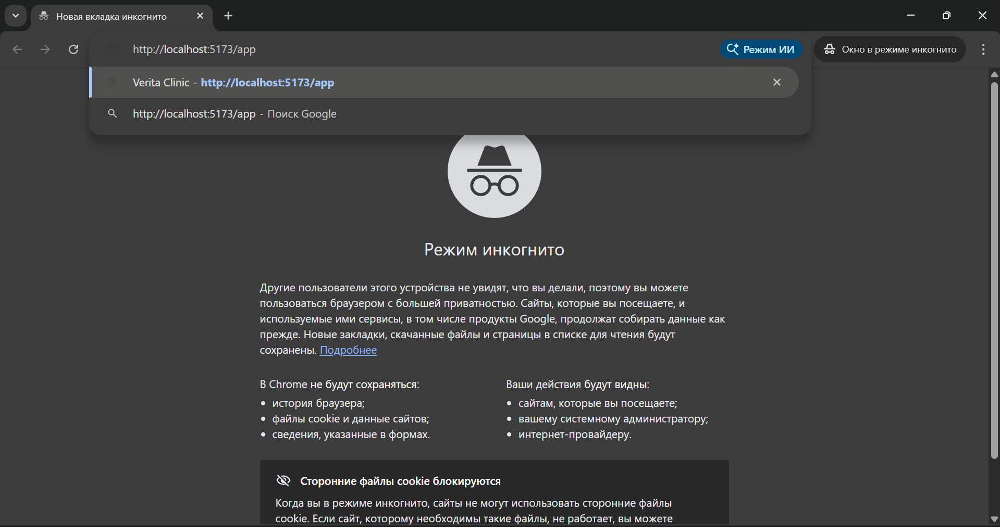 Новая вкладка инкогнито
http://localhost:5173/app
Режим ИИ
Окно в режиме инкогнито
Verita Clinic - http://localhost:5173/app
http://localhost:5173/app - Поиск Google
Режим инкогнито
Другие пользователи этого устройства не увидят, что вы делали, поэтому вы можете
пользоваться браузером с большей приватностью. Сайты, которые вы посещаете, и
используемые ими сервисы, в том числе продукты Google, продолжат собирать данные как
прежде. Новые закладки, скачанные файлы и страницы в списке для чтения будут
сохранены. Подробнее
В Chrome не будут сохраняться:
• история браузера;
• файлы cookie и данные сайтов;
• сведения, указанные в формах.
Ваши действия будут видны:
• сайтам, которые вы посещаете;
• вашему системному администратору;
• интернет-провайдеру.
Сторонние файлы cookie блокируются
Когда вы в режиме инкогнито, сайты не могут использовать сторонние файлы
cookie. Если сайт, которому необходимы такие файлы, не работает, вы можете